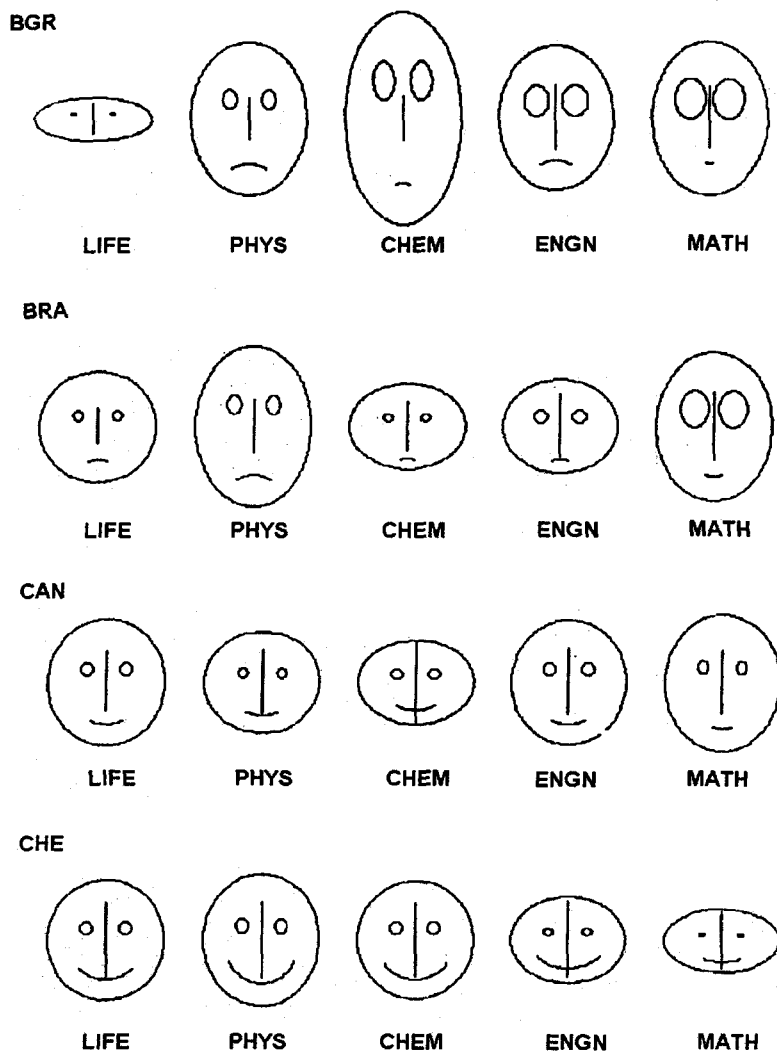 BGR
LIFE PHYS CHEM ENGN MATH
BRA
LIFE PHYS CHEM ENGN MATH
CAN
LIFE PHYS CHEM ENGN MATH
CHE
LIFE PHYS CHEM ENGN MATH